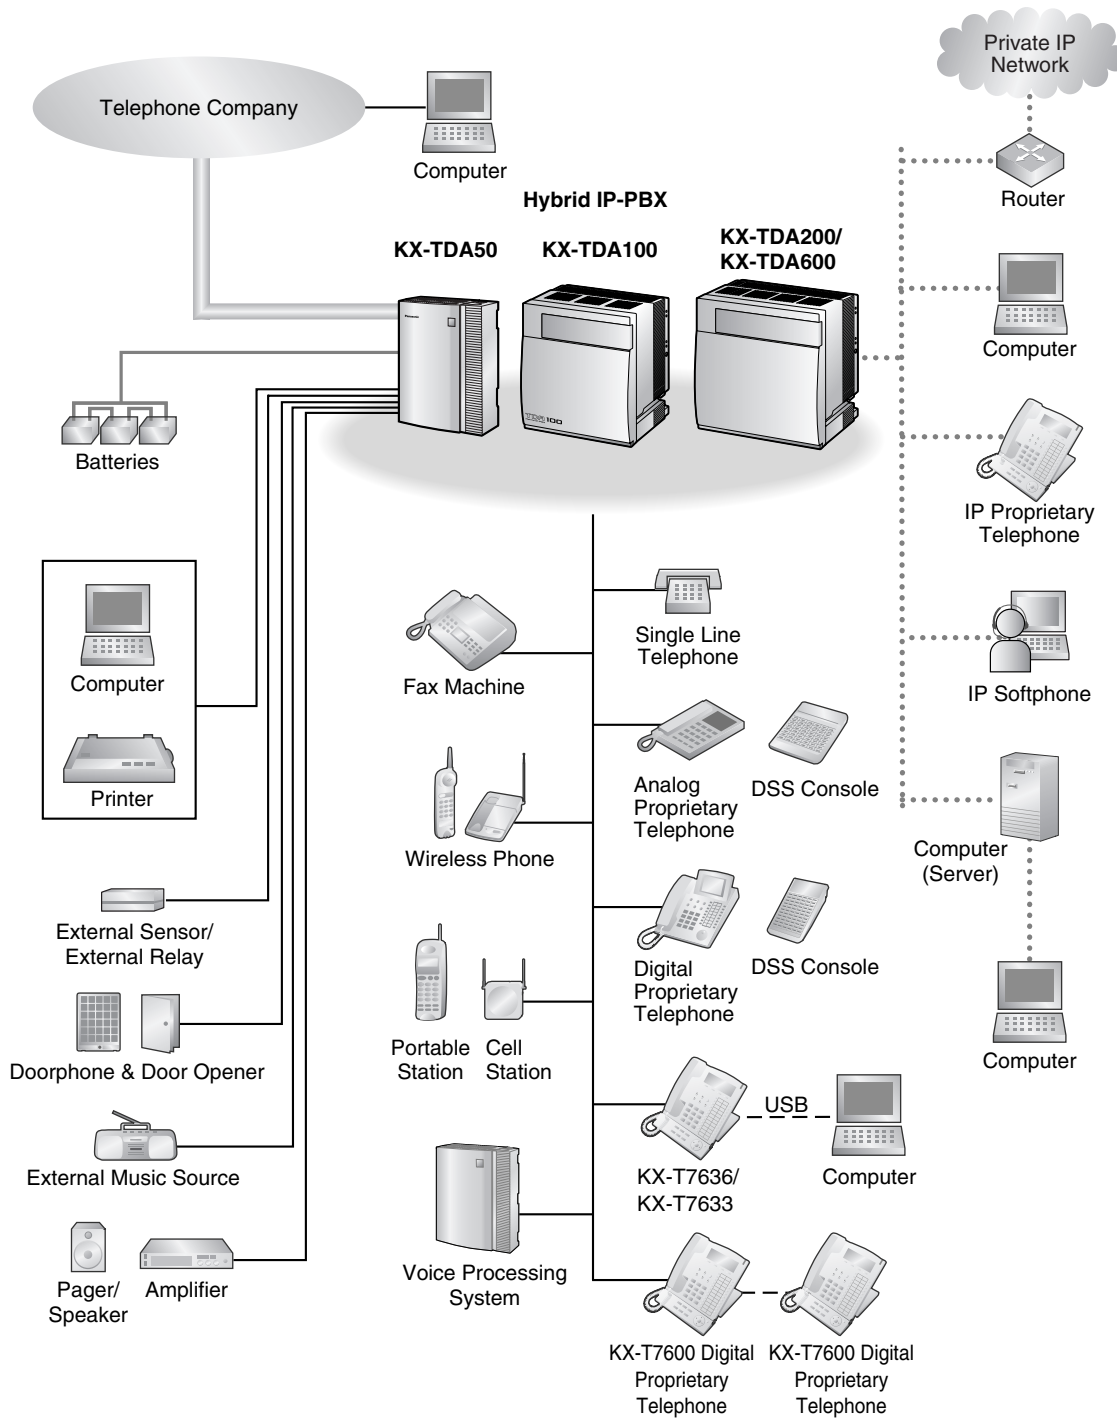 Private IP
Network
Telephone Company
Computer
Router
Hybrid IP-PBX
KX-TDA50
KX-TDA100
KX-TDA200/
KX-TDA600
Computer
TDA 100
Batteries
IP Proprietary
Telephone
Computer
Printer
Fax Machine
Single Line
Telephone
IP Softphone
Analog
Proprietary
Telephone
DSS Console
Wireless Phone
Computer
(Server)
External Sensor/
External Relay
Digital
Proprietary
Telephone
DSS Console
Portable
Station
Cell
Station
Computer
Doorphone & Door Opener
USB
External Music Source
KX-T7636/
KX-T7633
Computer
Pager/
Speaker
Amplifier
Voice Processing
System
KX-T7600 Digital
Proprietary
Telephone
KX-T7600 Digital
Proprietary
Telephone